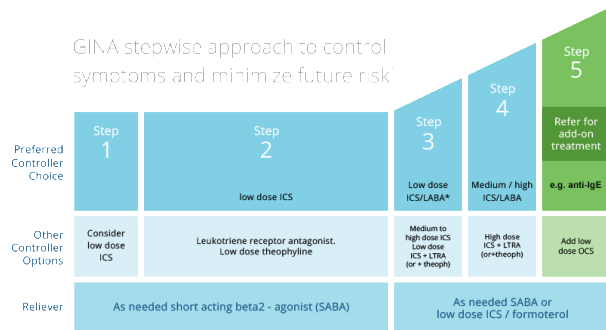 GINA stepwise approach to control
symptoms and minimize future risk
Step
1
Step
2
low dose ICS
Step
3
Low dose
ICS/LABA*
Step
4
Medium / high
ICS/LABA
Step
5
Refer for
add-on
treatment
e.g. anti-IgE
Preferred
Controller
Choice
Other
Controller
Options
Consider
low dose
ICS
Leukotriene receptor antagonist.
Low dose theophyline
Medium to
high dose ICS
Low dose
ICS + LTRA
(or + theoph)
High dose
ICS + LTRA
(or+theoph)
Add low
dose OCS
Reliever
As needed short acting beta2 - agonist (SABA)
As needed SABA or
low dose ICS / formoterol